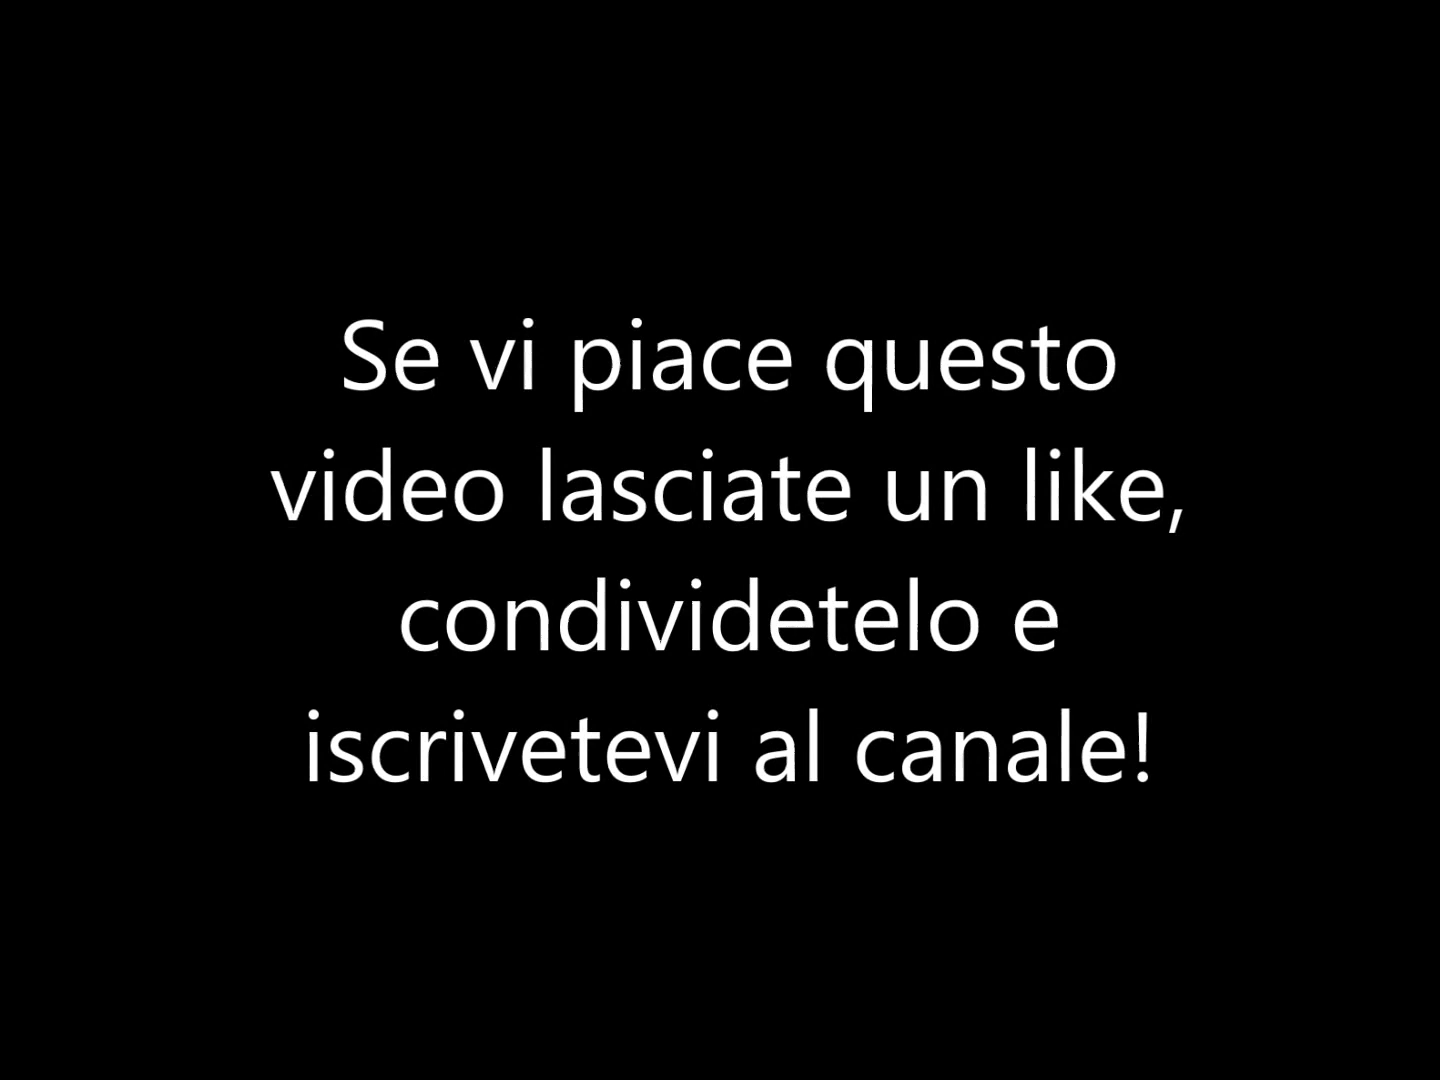 Se vi piace questo
video lasciate un like,
condividetelo e
iscrivetevi al canale!